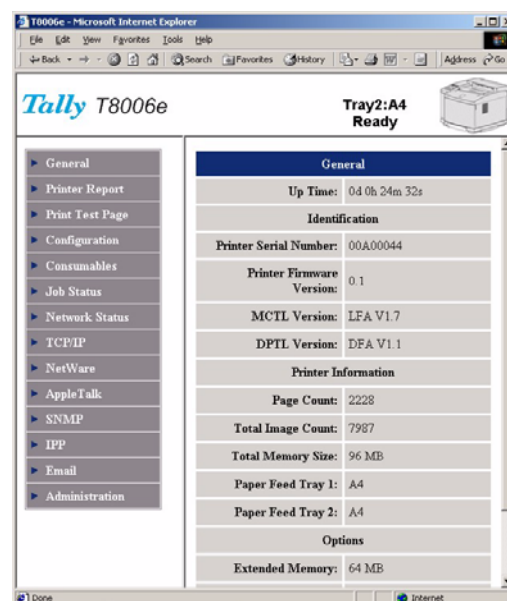 T8006e - Microsoft Internet Explorer
File Edit View Favorites Tools Help
Back Search Favorites History Address Go
Tally T8006e
Tray2:A4
Ready
General
Printer Report
Print Test Page
Configuration
Consumables
Job Status
Network Status
TCP/IP
NetWare
AppleTalk
SNMP
IPP
Email
Administration
General
Up Time: 0d 0h 24m 32s
Identification
Printer Serial Number: 00A00044
Printer Firmware
Version: 0.1
MCTL Version: LFA V1.7
DPTL Version: DFA V1.1
Printer Information
Page Count: 2228
Total Image Count: 7987
Total Memory Size: 96 MB
Paper Feed Tray 1: A4
Paper Feed Tray 2: A4
Options
Extended Memory: 64 MB
Done Internet